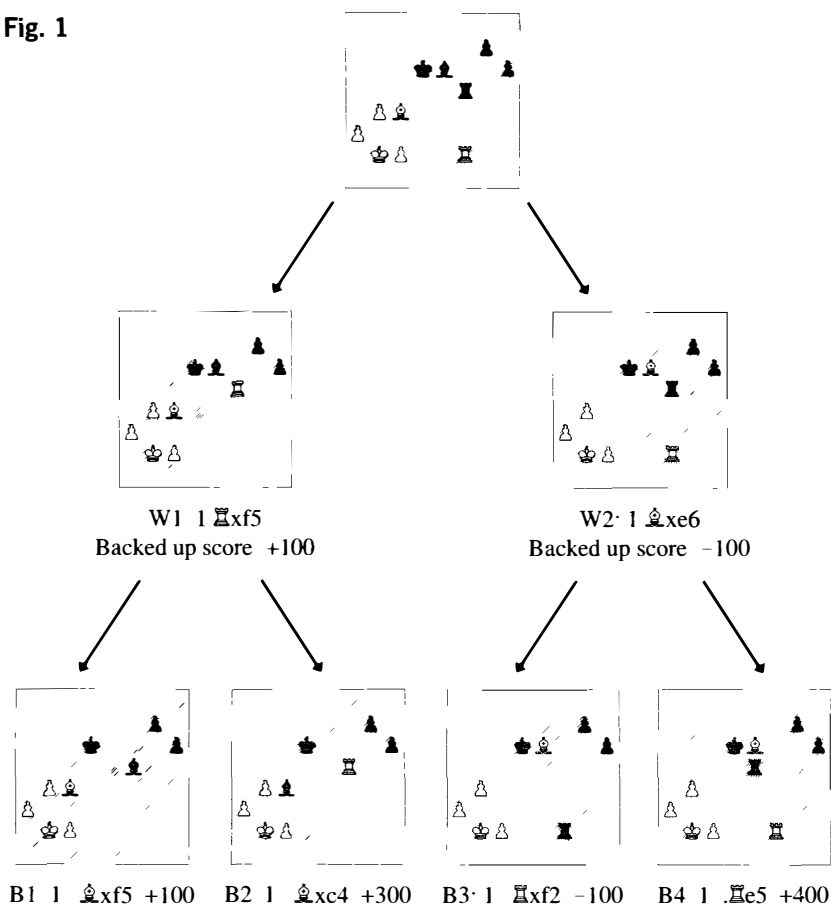 Fig. 1
W1 1 ♖xf5
Backed up score +100
W2· 1 ♗xe6
Backed up score −100
B1 1 ♗xf5 +100
B2 1 ♗xc4 +300
B3· 1 ♖xf2 −100
B4 1 .♖e5 +400